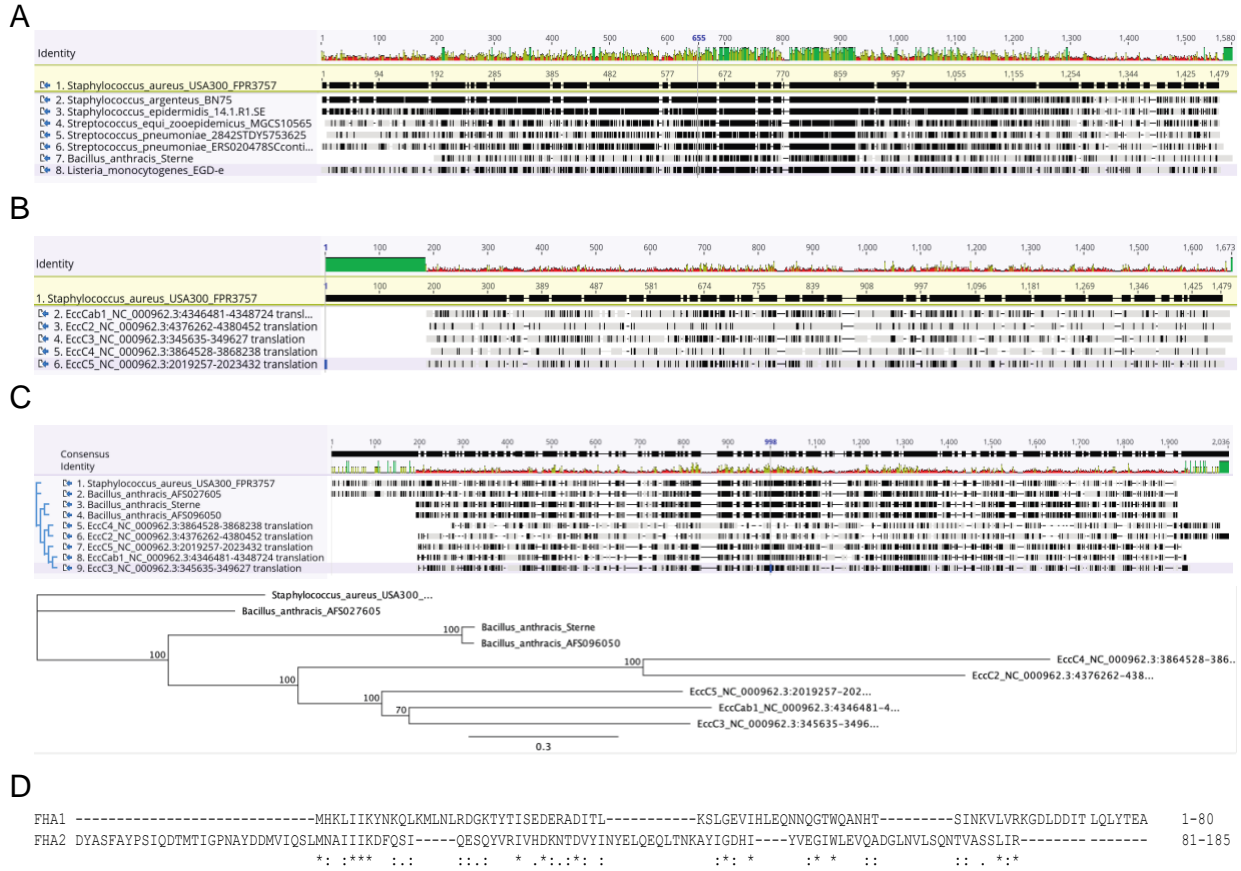 A
1 100 200 300 400 500 600 655 700 800 900 1,000 1,100 1,200 1,300 1,400 1,500 1,580
Identity
1 94 192 285 385 482 577 672 770 859 957 1,055 1,155 1,254 1,344 1,425 1,479
1. Staphylococcus_aureus_USA300_FPR3757
2. Staphylococcus_argenteus_BN75
3. Staphylococcus_epidermidis_14.1.R1.SE
4. Streptococcus_equi_zooepidemicus_MGCS10565
5. Streptococcus_pneumoniae_2842STDY5753625
6. Streptococcus_pneumoniae_ERS020478SCconti...
7. Bacillus_anthracis_Sterne
8. Listeria_monocytogenes_EGD-e
B
1 100 200 300 400 500 600 700 800 900 1,000 1,100 1,200 1,300 1,400 1,500 1,600 1,673
Identity
1 100 389 490 581 674 755 839 908 997 1,096 1,181 1,269 1,346 1,425 1,479
1. Staphylococcus_aureus_USA300_FPR3757
2. EccCab1_NC_000962.3:4346481-4348724 transl...
3. EccC2_NC_000962.3:4376262-4380452 translation
4. EccC3_NC_000962.3:345635-349627 translation
5. EccC4_NC_000962.3:3864528-3868238 translation
6. EccC5_NC_000962.3:2019257-2023432 translation
C
1 100 200 300 400 500 600 700 800 900 998 1,100 1,200 1,300 1,400 1,500 1,600 1,700 1,800 1,900 2,036
Consensus
Identity
1. Staphylococcus_aureus_USA300_FPR3757
2. Bacillus_anthracis_AFS027605
3. Bacillus_anthracis_Sterne
4. Bacillus_anthracis_AFS096050
5. EccC4_NC_000962.3:3864528-3868238 translation
6. EccC2_NC_000962.3:4376262-4380452 translation
7. EccC5_NC_000962.3:2019257-2023432 translation
8. EccCab1_NC_000962.3:4346481-4348724 translation
9. EccC3_NC_000962.3:345635-349627 translation
Staphylococcus_aureus_USA300_...
Bacillus_anthracis_AFS027605
100 Bacillus_anthracis_Sterne
Bacillus_anthracis_AFS096050
100
100 EccC4_NC_000962.3:3864528-386...
EccC2_NC_000962.3:4376262-438...
100
EccC5_NC_000962.3:2019257-202...
100
70 EccCab1_NC_000962.3:4346481-4...
EccC3_NC_000962.3:345635-3496...
0.3
D
FHA1 ---------------------------------MHKLIIKYNKQLKMLNLRDGKTYTISEDERADITL------------KSLGEVIHLEQNNQGTWQANHT------SINKVLVRKGDLDDIT LQLYTEA 1-80
FHA2 DYASFAYPSIQDTMTIGPNAYDDMVIQSLMNAIIIKDFQSI-----QESQYVRIVHDKNTDVYINYELQEQLTNKAYIGDHI----YVEGIWLEVQADGLNVLSQNTVASSLIR--------- ------- 81-185
*: :*** :.: ::.: * :*:.:*: : :*: * * :: :: : *:*